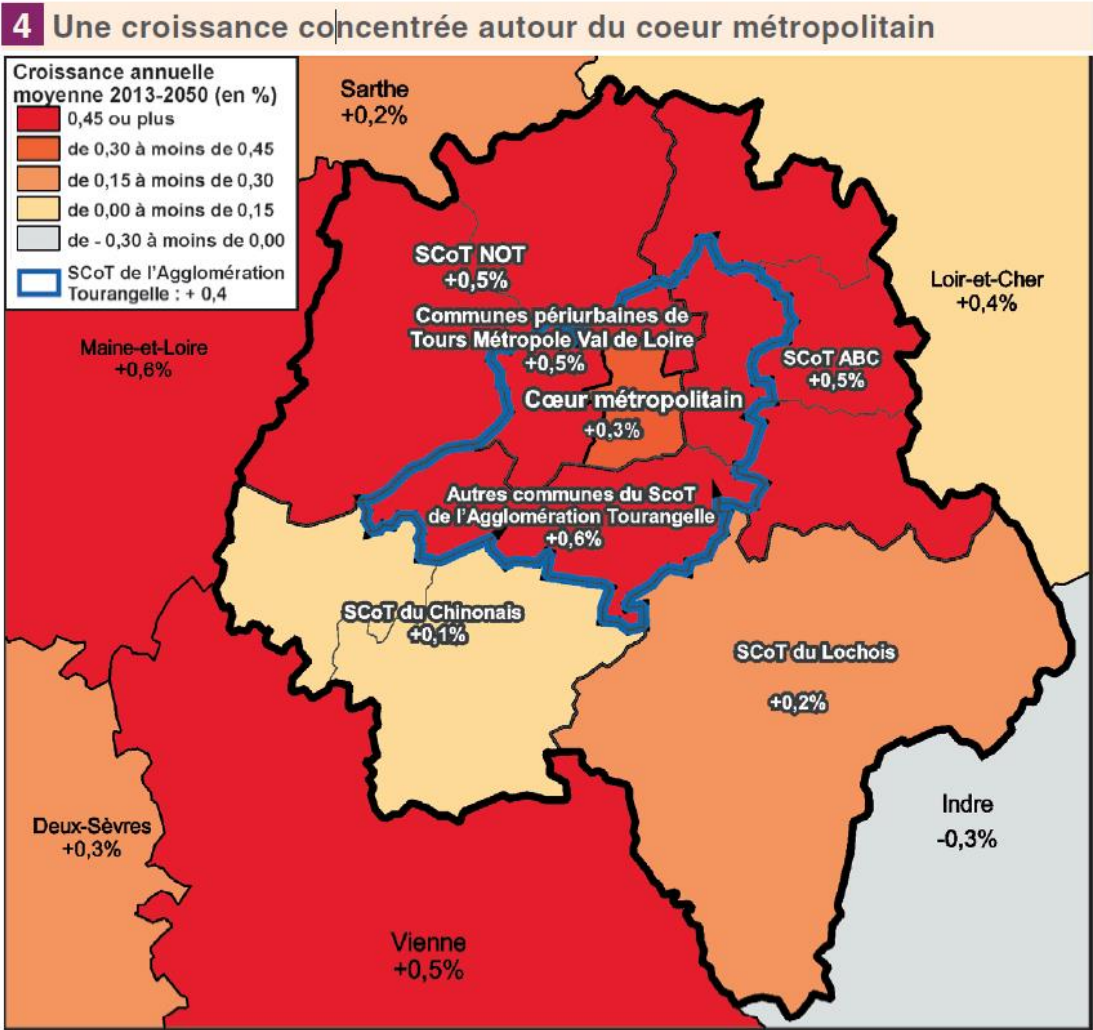 4 Une croissance concentrée autour du coeur métropolitain
Croissance annuelle
moyenne 2013-2050 (en %)
0,45 ou plus
de 0,30 à moins de 0,45
de 0,15 à moins de 0,30
de 0,00 à moins de 0,15
de - 0,30 à moins de 0,00
SCoT de l'Agglomération
Tourangelle : + 0,4
Sarthe
+0,2%
Loir-et-Cher
+0,4%
Maine-et-Loire
+0,6%
SCoT NOT
+0,5%
Communes périurbaines de
Tours Métropole Val de Loire
+0,5%
SCoT ABC
+0,5%
Cœur métropolitain
+0,3%
Autres communes du ScoT
de l'Agglomération Tourangelle
+0,6%
SCoT du Chinonais
+0,1%
SCoT du Lochois
+0,2%
Deux-Sèvres
+0,3%
Indre
-0,3%
Vienne
+0,5%